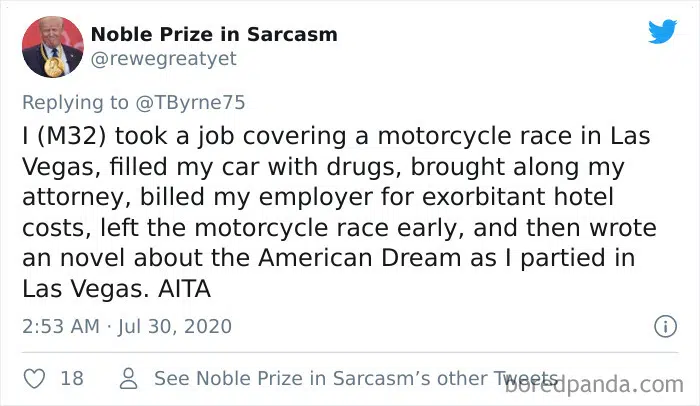 Noble Prize in Sarcasm
@rewegreatyet
Replying to @TByrne75
I (M32) took a job covering a motorcycle race in Las
Vegas, filled my car with drugs, brought along my
attorney, billed my employer for exorbitant hotel
costs, left the motorcycle race early, and then wrote
an novel about the American Dream as I partied in
Las Vegas. AITA
2:53 AM · Jul 30, 2020
18 See Noble Prize in Sarcasm’s other Tweets
boredpanda.com